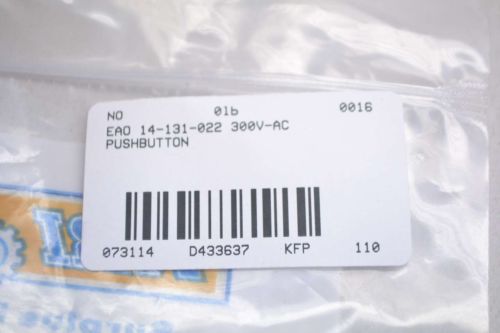 NO 01b 0016
EAO 14-131-022 300V-AC
PUSHBUTTON
073114 D433637 KFP 110